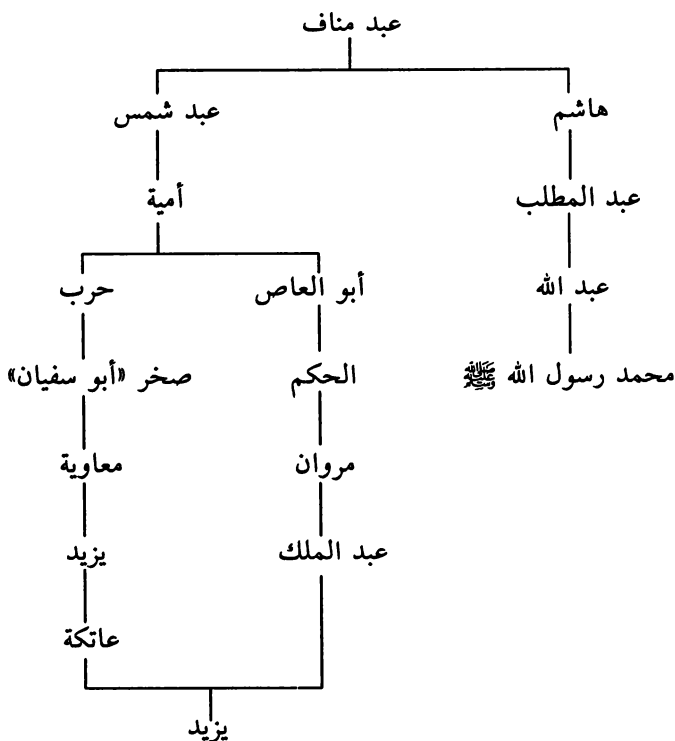 عبد مناف
هاشم عبد شمس
عبد المطلب أمية
عبد الله أبو العاص حرب
محمد رسول الله ﷺ الحكم صخر «أبو سفيان»
مروان معاوية
عبد الملك يزيد
عاتكة
يزيد